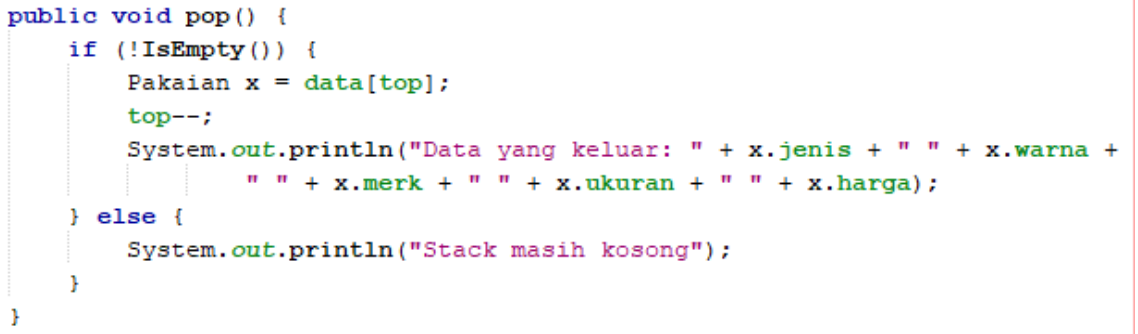 public void pop() {
    if (!IsEmpty()) {
        Pakaian x = data[top];
        top--;
        System.out.println("Data yang keluar: " + x.jenis + " " + x.warna +
                " " + x.merk + " " + x.ukuran + " " + x.harga);
    } else {
        System.out.println("Stack masih kosong");
    }
}